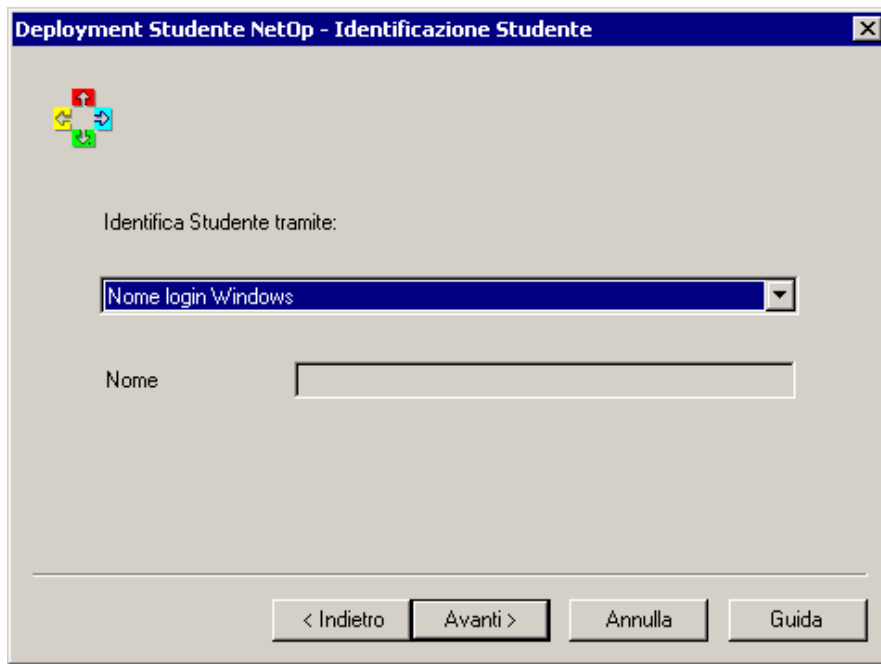 Deployment Studente NetOp - Identificazione Studente
Identifica Studente tramite:
Nome login Windows
Nome
< Indietro
Avanti >
Annulla
Guida